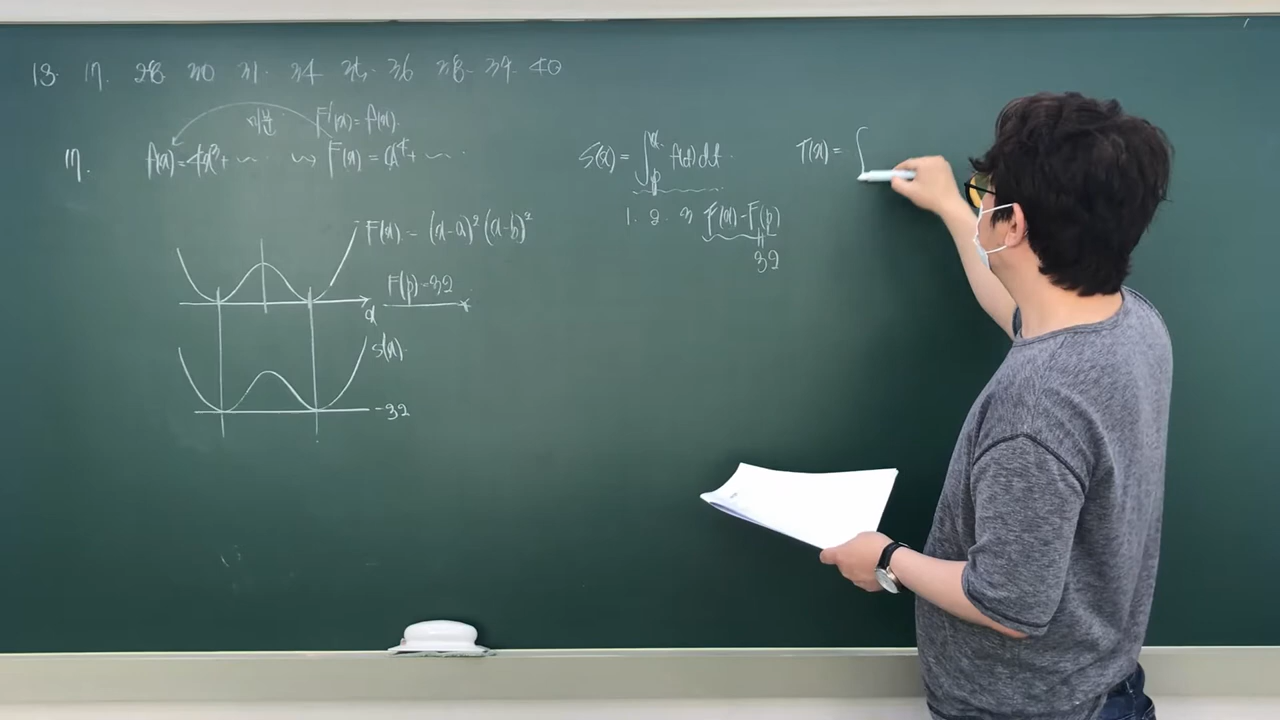 13. 17. 28. 30 31. 34 35. 36 38. 39. 40
F'(x) = f(x).
17. f(x) = 4x³ + ⋯ ⇝ F(x) = x⁴ + ⋯
F(x) = (x-a)² (x-b)²
F(p) = 32
x
S(x).
-32
S(x) = ∫ₚˣ f(t) dt.
1. 2. 3 F(x) - F(p)
32
T(x) = ∫